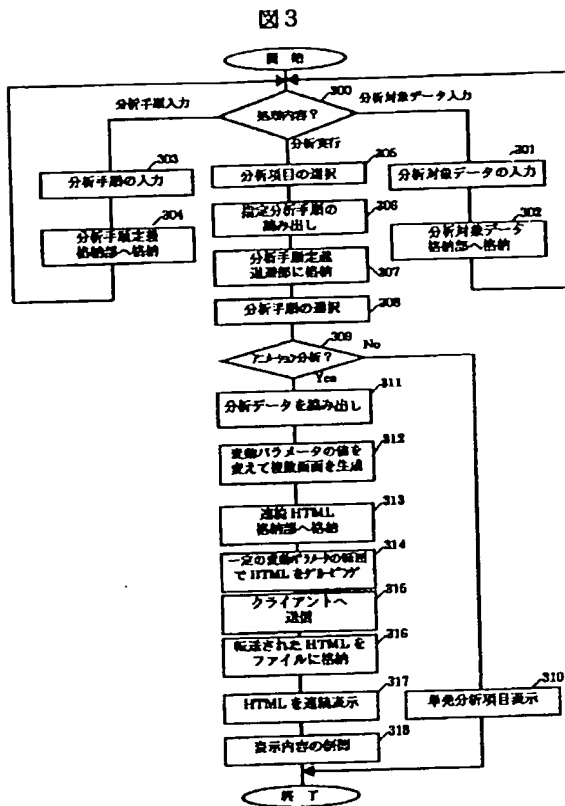 図3
開始
300
処理内容?
分析手順入力
分析対象データ入力
分析実行
303
分析手順の入力
304
分析手順定義
格納部へ格納
305
分析項目の選択
306
指定分析手順の
読み出し
分析手順定義
退避部に格納
307
分析手順の選択
308
301
分析対象データの入力
302
分析対象データ
格納部へ格納
309
アニメーション分析?
No
Yes
311
分析データを読み出し
312
変動パラメータの値を
変えて複数画面を生成
313
連続HTML
格納部へ格納
314
一定の変動パラメータの範囲
でHTMLをグルーピング
315
クライアントへ
送信
316
転送されたHTMLを
ファイルに格納
317
HTMLを連続表示
318
表示内容の制御
310
単発分析項目表示
終了